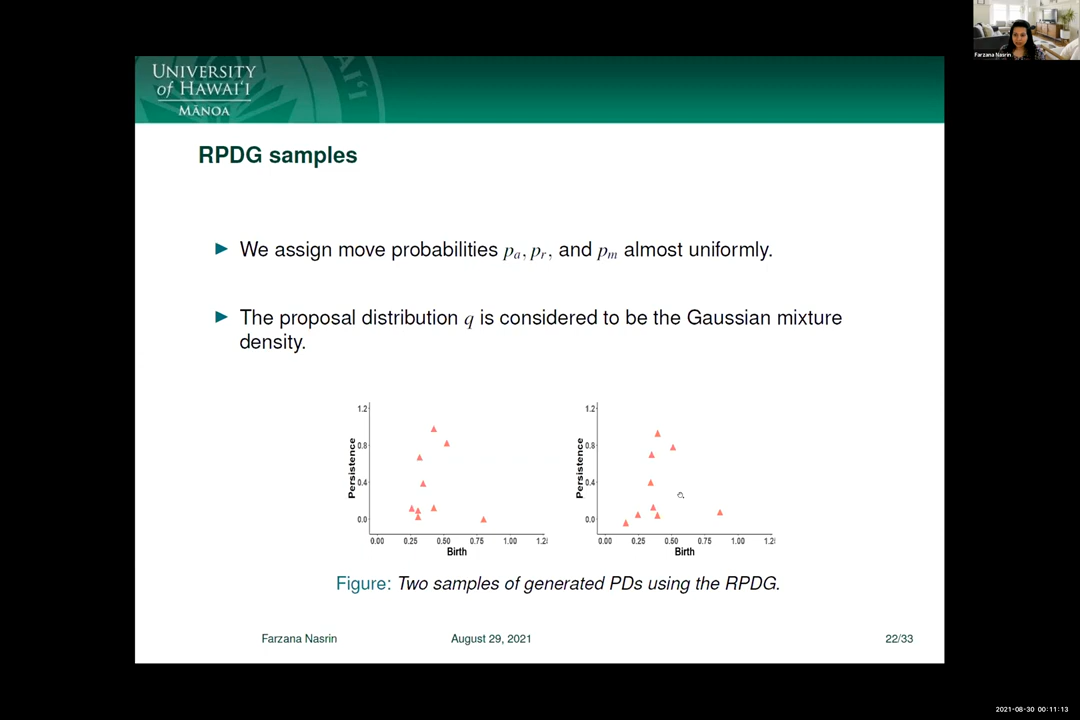 Farzana Nasrin
UNIVERSITY
of HAWAI‘I
MĀNOA
RPDG samples
We assign move probabilities pₐ, pᵣ, and pₘ almost uniformly.
The proposal distribution q is considered to be the Gaussian mixture
density.
1.2
0.8
0.4
0.0
Persistence
0.00 0.25 0.50 0.75 1.00
Birth
1.2
0.8
0.4
0.0
Persistence
0.00 0.25 0.50 0.75 1.00
Birth
Figure: Two samples of generated PDs using the RPDG.
Farzana Nasrin August 29, 2021 22/33
2021-08-30 00:11:13